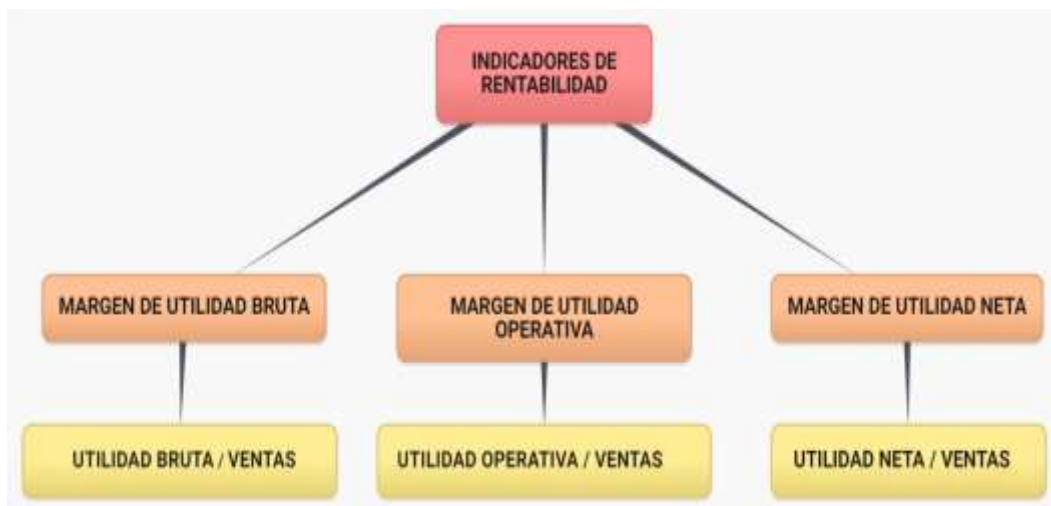 INDICADORES DE
RENTABILIDAD
MARGEN DE UTILIDAD BRUTA
MARGEN DE UTILIDAD
OPERATIVA
MARGEN DE UTILIDAD NETA
UTILIDAD BRUTA / VENTAS
UTILIDAD OPERATIVA / VENTAS
UTILIDAD NETA / VENTAS